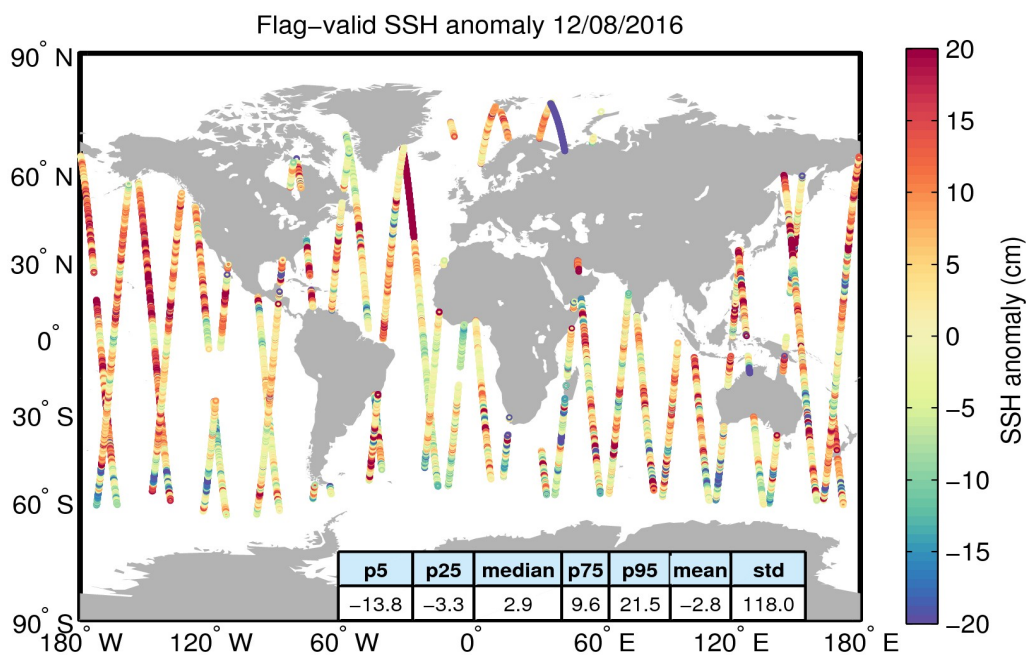 Flag−valid SSH anomaly 12/08/2016
90° N
60° N
30° N
0°
30° S
60° S
90° S
180° W
120° W
60° W
0°
60° E
120° E
180° E
p5 p25 median p75 p95 mean std
−13.8 −3.3 2.9 9.6 21.5 −2.8 118.0
20
15
10
5
0
−5
−10
−15
−20
SSH anomaly (cm)